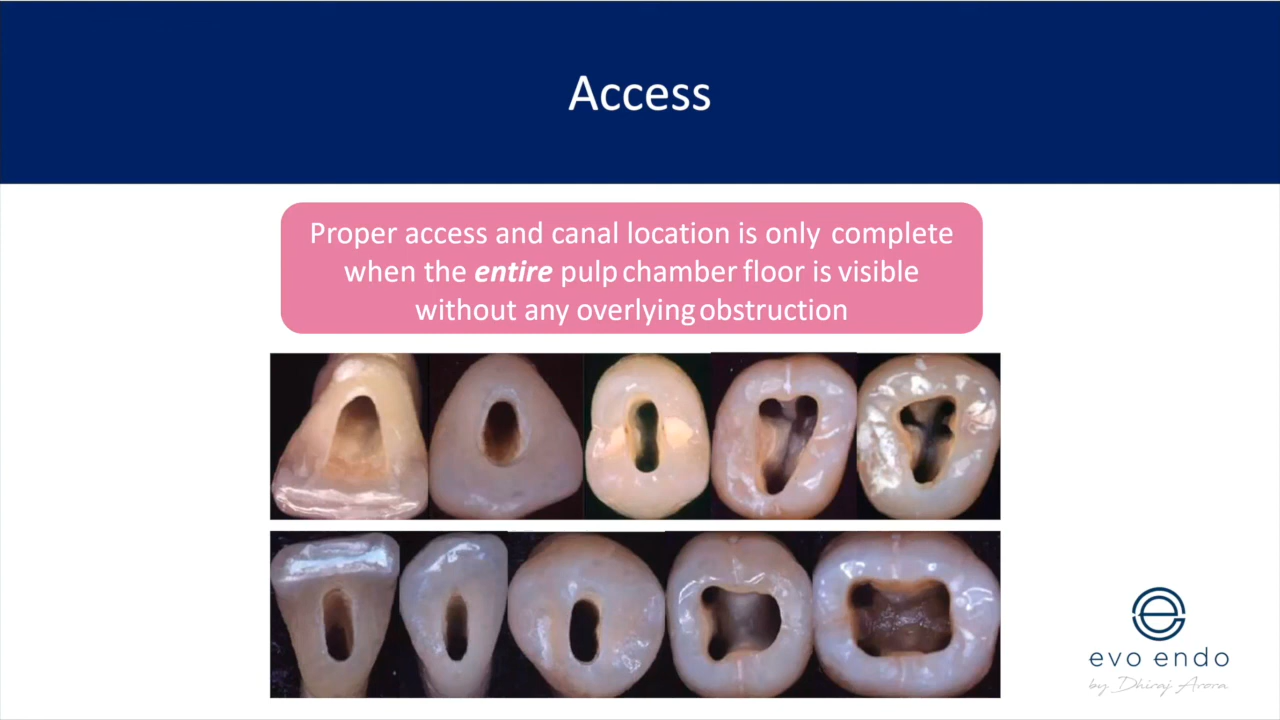 Access
Proper access and canal location is only complete
when the entire pulp chamber floor is visible
without any overlying obstruction
evo endo
by Dhiraj Arora